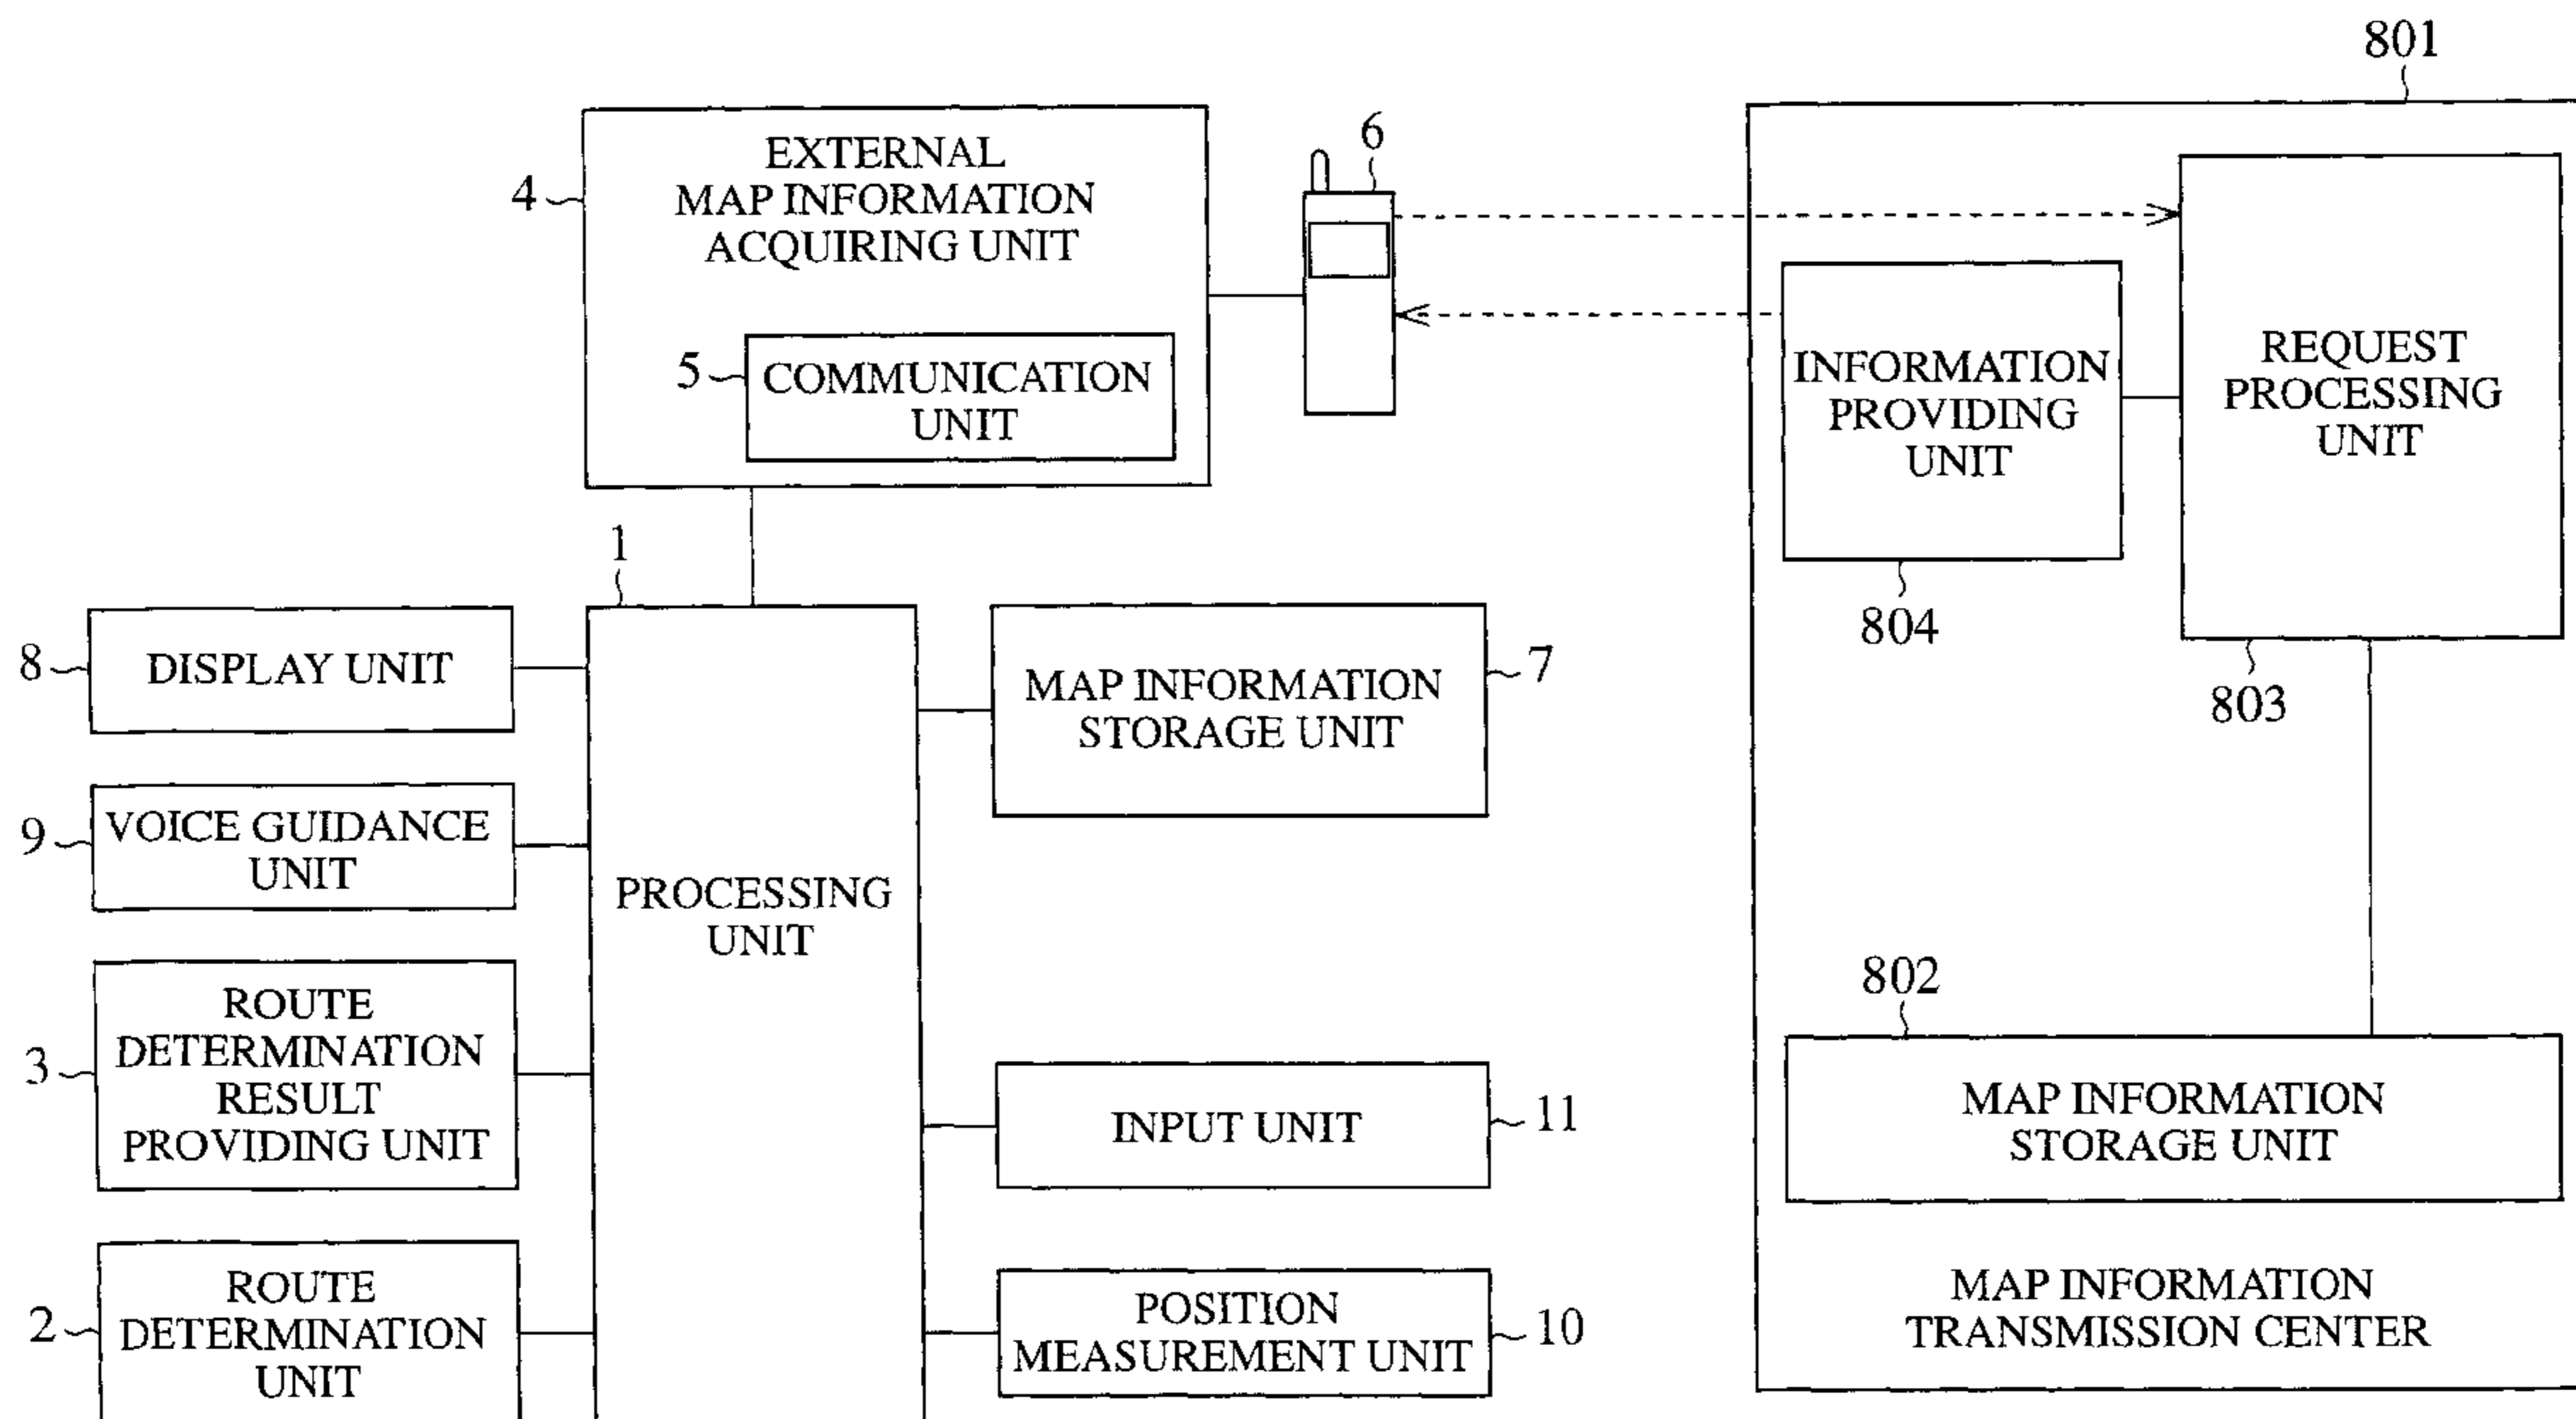 801
6
4
EXTERNAL
MAP INFORMATION
ACQUIRING UNIT
5
COMMUNICATION
UNIT
INFORMATION
PROVIDING
UNIT
804
REQUEST
PROCESSING
UNIT
803
1
8
DISPLAY UNIT
MAP INFORMATION
STORAGE UNIT
7
9
VOICE GUIDANCE
UNIT
PROCESSING
UNIT
3
ROUTE
DETERMINATION
RESULT
PROVIDING UNIT
INPUT UNIT
11
802
MAP INFORMATION
STORAGE UNIT
2
ROUTE
DETERMINATION
UNIT
POSITION
MEASUREMENT UNIT
10
MAP INFORMATION
TRANSMISSION CENTER